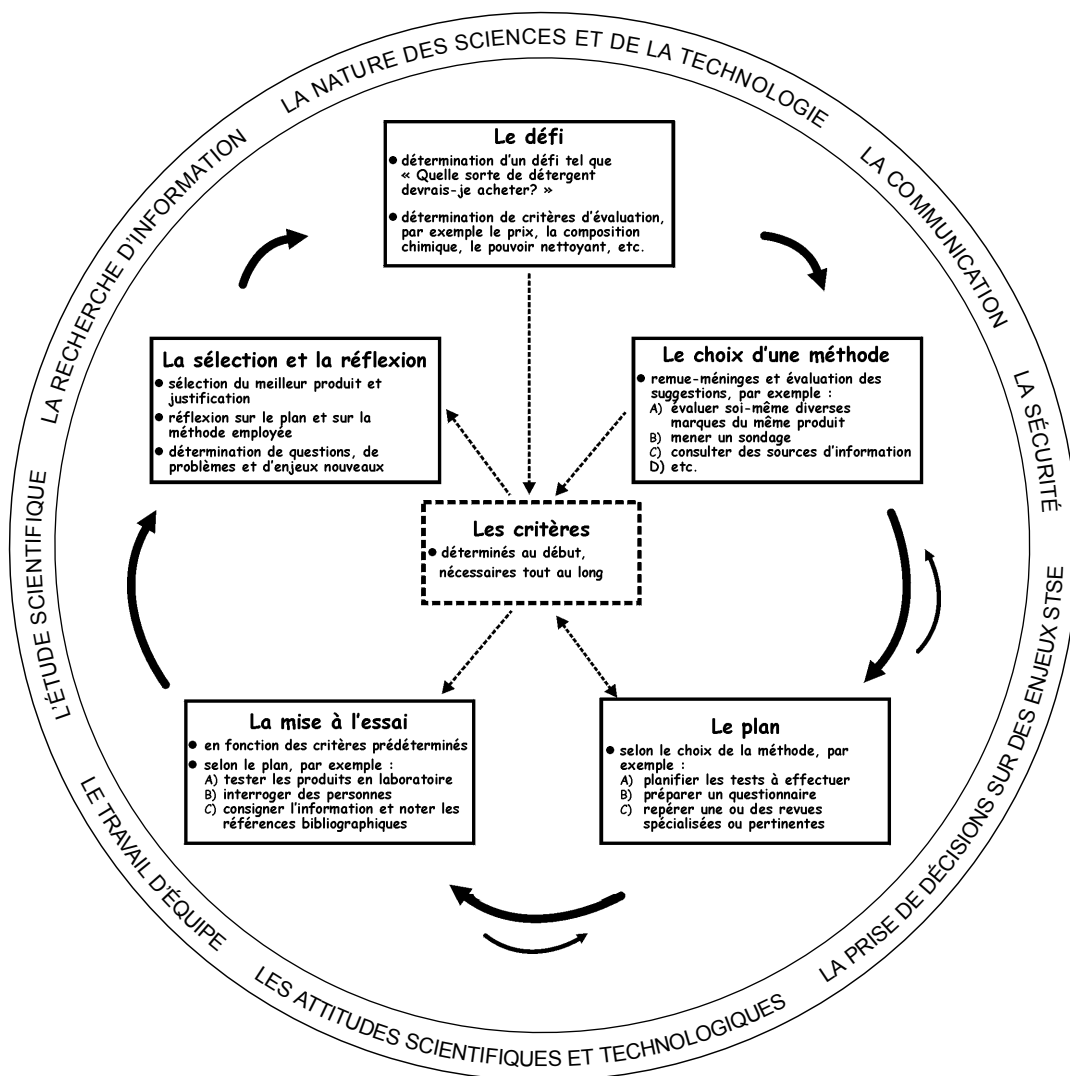 LA NATURE DES SCIENCES ET DE LA TECHNOLOGIE
LA COMMUNICATION
LA SÉCURITÉ
LA PRISE DE DÉCISIONS SUR DES ENJEUX STSE
LES ATTITUDES SCIENTIFIQUES ET TECHNOLOGIQUES
LE TRAVAIL D'ÉQUIPE
L'ÉTUDE SCIENTIFIQUE
LA RECHERCHE D'INFORMATION
Le défi
● détermination d'un défi tel que
« Quelle sorte de détergent
devrais-je acheter? »
● détermination de critères d'évaluation,
par exemple le prix, la composition
chimique, le pouvoir nettoyant, etc.
Le choix d'une méthode
● remue-méninges et évaluation des
suggestions, par exemple :
A) évaluer soi-même diverses
marques du même produit
B) mener un sondage
C) consulter des sources d'information
D) etc.
Le plan
● selon le choix de la méthode, par
exemple :
A) planifier les tests à effectuer
B) préparer un questionnaire
C) repérer une ou des revues
spécialisées ou pertinentes
La mise à l'essai
● en fonction des critères prédéterminés
● selon le plan, par exemple :
A) tester les produits en laboratoire
B) interroger des personnes
C) consigner l'information et noter les
références bibliographiques
La sélection et la réflexion
● sélection du meilleur produit et
justification
● réflexion sur le plan et sur la
méthode employée
● détermination de questions, de
problèmes et d'enjeux nouveaux
Les critères
● déterminés au début,
nécessaires tout au long